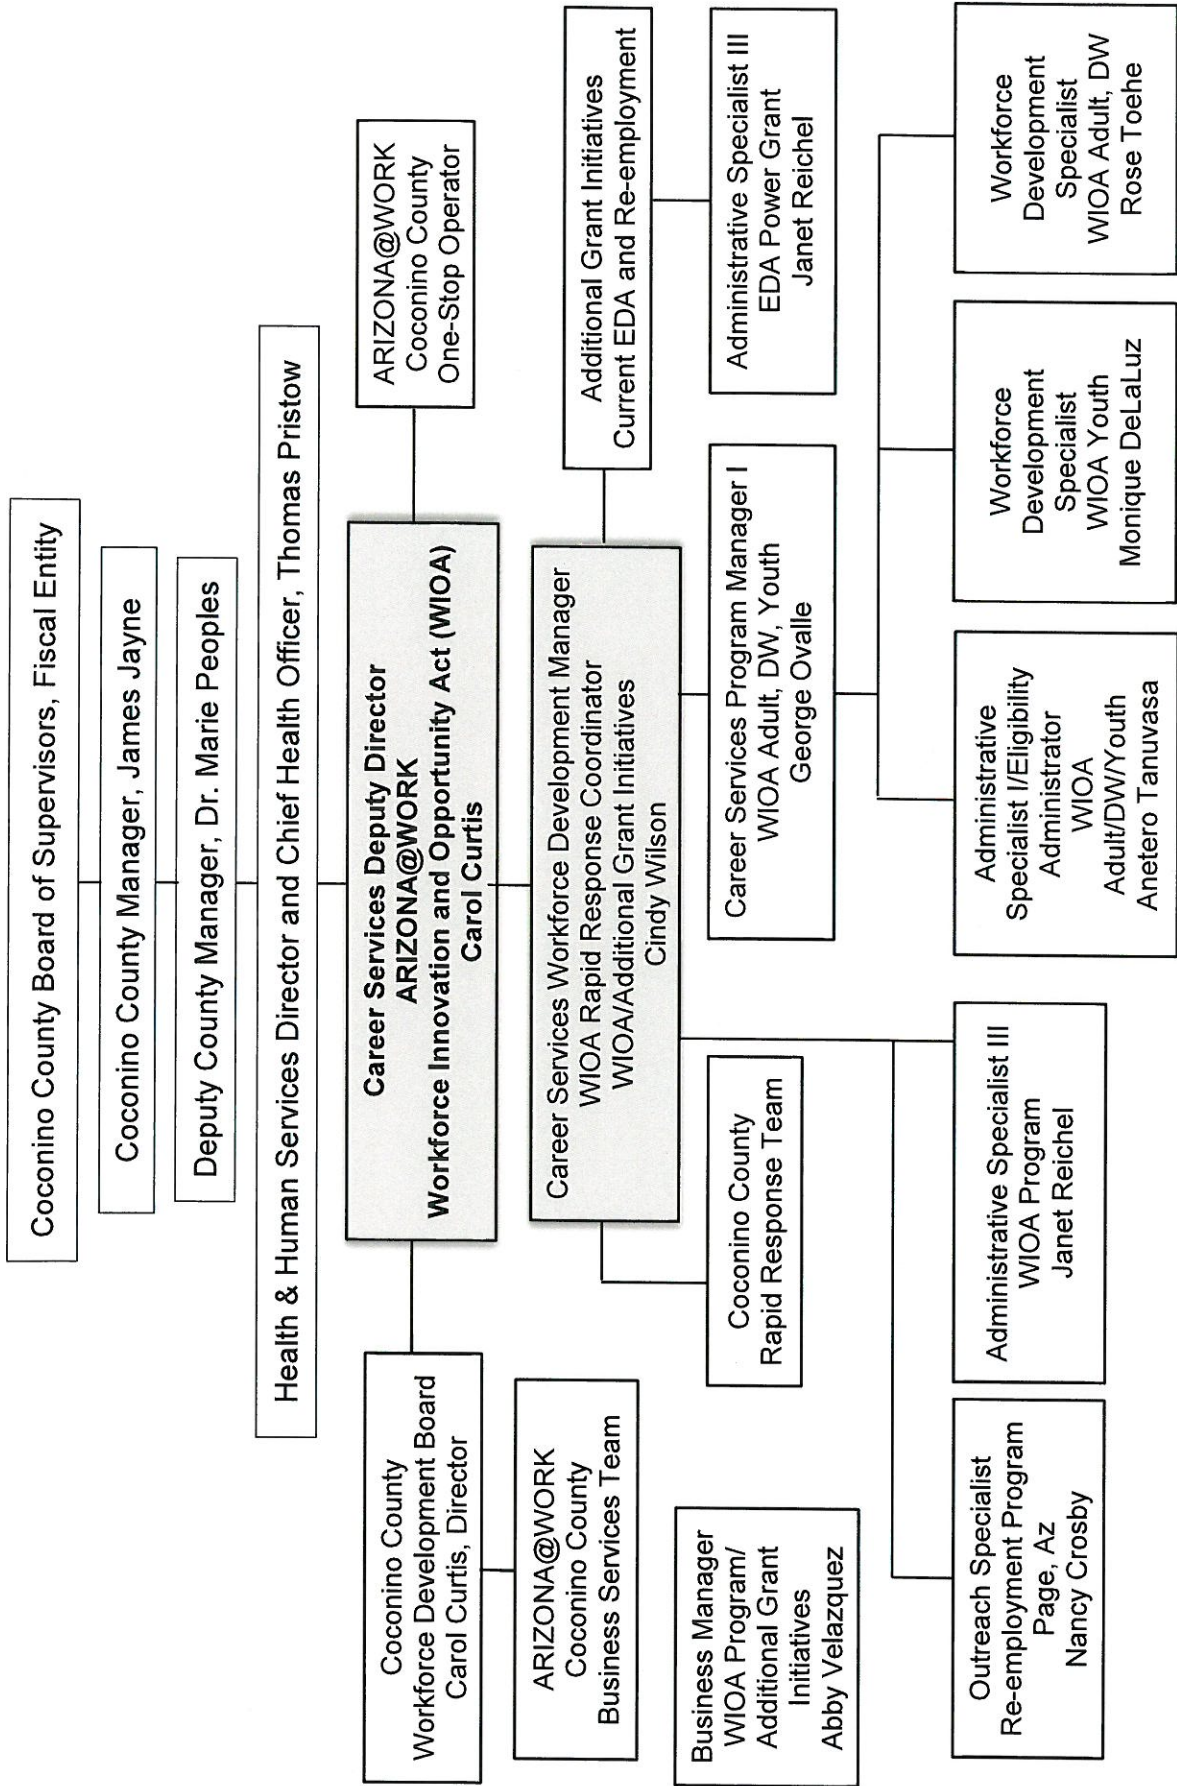 Coconino County Board of Supervisors, Fiscal Entity
Coconino County Manager, James Jayne
Deputy County Manager, Dr. Marie Peoples
Health & Human Services Director and Chief Health Officer, Thomas Pristow
Coconino County
Workforce Development Board
Carol Curtis, Director
Career Services Deputy Director
ARIZONA@WORK
Workforce Innovation and Opportunity Act (WIOA)
Carol Curtis
ARIZONA@WORK
Coconino County
One-Stop Operator
ARIZONA@WORK
Coconino County
Business Services Team
Career Services Workforce Development Manager
WIOA Rapid Response Coordinator
WIOA/Additional Grant Initiatives
Cindy Wilson
Additional Grant Initiatives
Current EDA and Re-employment
Business Manager
WIOA Program/
Additional Grant
Initiatives
Abby Velazquez
Coconino County
Rapid Response Team
Career Services Program Manager I
WIOA Adult, DW, Youth
George Ovalle
Administrative Specialist III
EDA Power Grant
Janet Reichel
Outreach Specialist
Re-employment Program
Page, Az
Nancy Crosby
Administrative Specialist III
WIOA Program
Janet Reichel
Administrative
Specialist I/Eligibility
Administrator
WIOA
Adult/DW/Youth
Anetero Tanuvasa
Workforce
Development
Specialist
WIOA Youth
Monique DeLaLuz
Workforce
Development
Specialist
WIOA Adult, DW
Rose Toehe